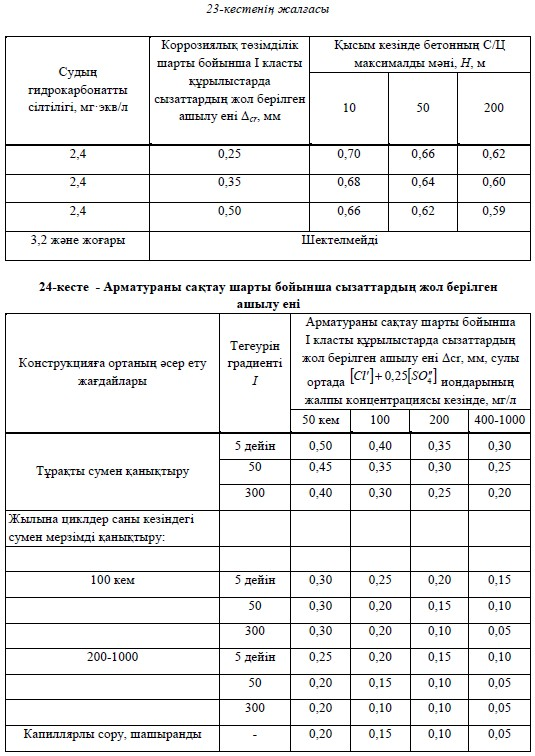 23-кестенің жалғасы
Судың
гидрокарбонатты
сілтілігі, мг·экв/л
Коррозиялық төзімділік
шарты бойынша I класты
құрылыстарда
сызаттардың жол берілген
ашылу ені Δcr, мм
Қысым кезінде бетонның С/Ц
максималды мәні, Н, м
10 50 200
2,4 0,25 0,70 0,66 0,62
2,4 0,35 0,68 0,64 0,60
2,4 0,50 0,66 0,62 0,59
3,2 және жоғары Шектелмейді
24-кесте - Арматураны сақтау шарты бойынша сызаттардың жол берілген
ашылу ені
Конструкцияға ортаның әсер ету
жағдайлары
Тегеурін
градиенті
I
Арматураны сақтау шарты бойынша
I класты құрылыстарда сызаттардың
жол берілген ашылу ені Δcr, мм, сулы
ортада [Cl′]+0,25[SO₄″] иондарының
жалпы концентрациясы кезінде, мг/л
50 кем 100 200 400-1000
Тұрақты сумен қанықтыру
5 дейін 0,50 0,40 0,35 0,30
50 0,45 0,35 0,30 0,25
300 0,40 0,30 0,25 0,20
Жылына циклдер саны кезіндегі
сумен мерзімді қанықтыру:
100 кем 5 дейін 0,30 0,25 0,20 0,15
50 0,30 0,20 0,15 0,10
300 0,30 0,20 0,10 0,05
200-1000 5 дейін 0,25 0,20 0,15 0,10
50 0,20 0,15 0,10 0,05
300 0,20 0,10 0,10 0,05
Капиллярлы сору, шашыранды - 0,20 0,15 0,10 0,05